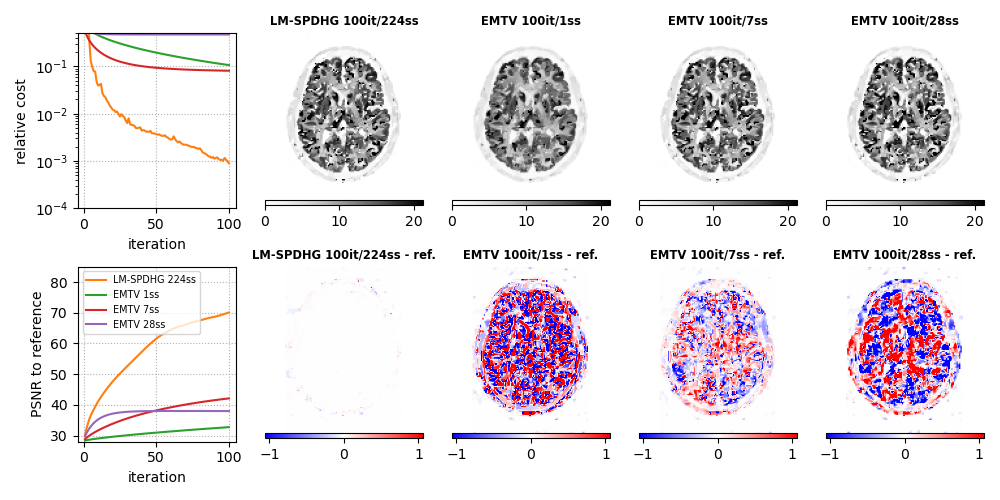 LM-SPDHG 100it/224ss
EMTV 100it/1ss
EMTV 100it/7ss
EMTV 100it/28ss
relative cost
10⁻¹
10⁻²
10⁻³
10⁻⁴
0 50 100
iteration
0 10 20
0 10 20
0 10 20
0 10 20
LM-SPDHG 100it/224ss - ref.
EMTV 100it/1ss - ref.
EMTV 100it/7ss - ref.
EMTV 100it/28ss - ref.
PSNR to reference
80
70
60
50
40
30
LM-SPDHG 224ss
EMTV 1ss
EMTV 7ss
EMTV 28ss
0 50 100
iteration
−1 0 1
−1 0 1
−1 0 1
−1 0 1